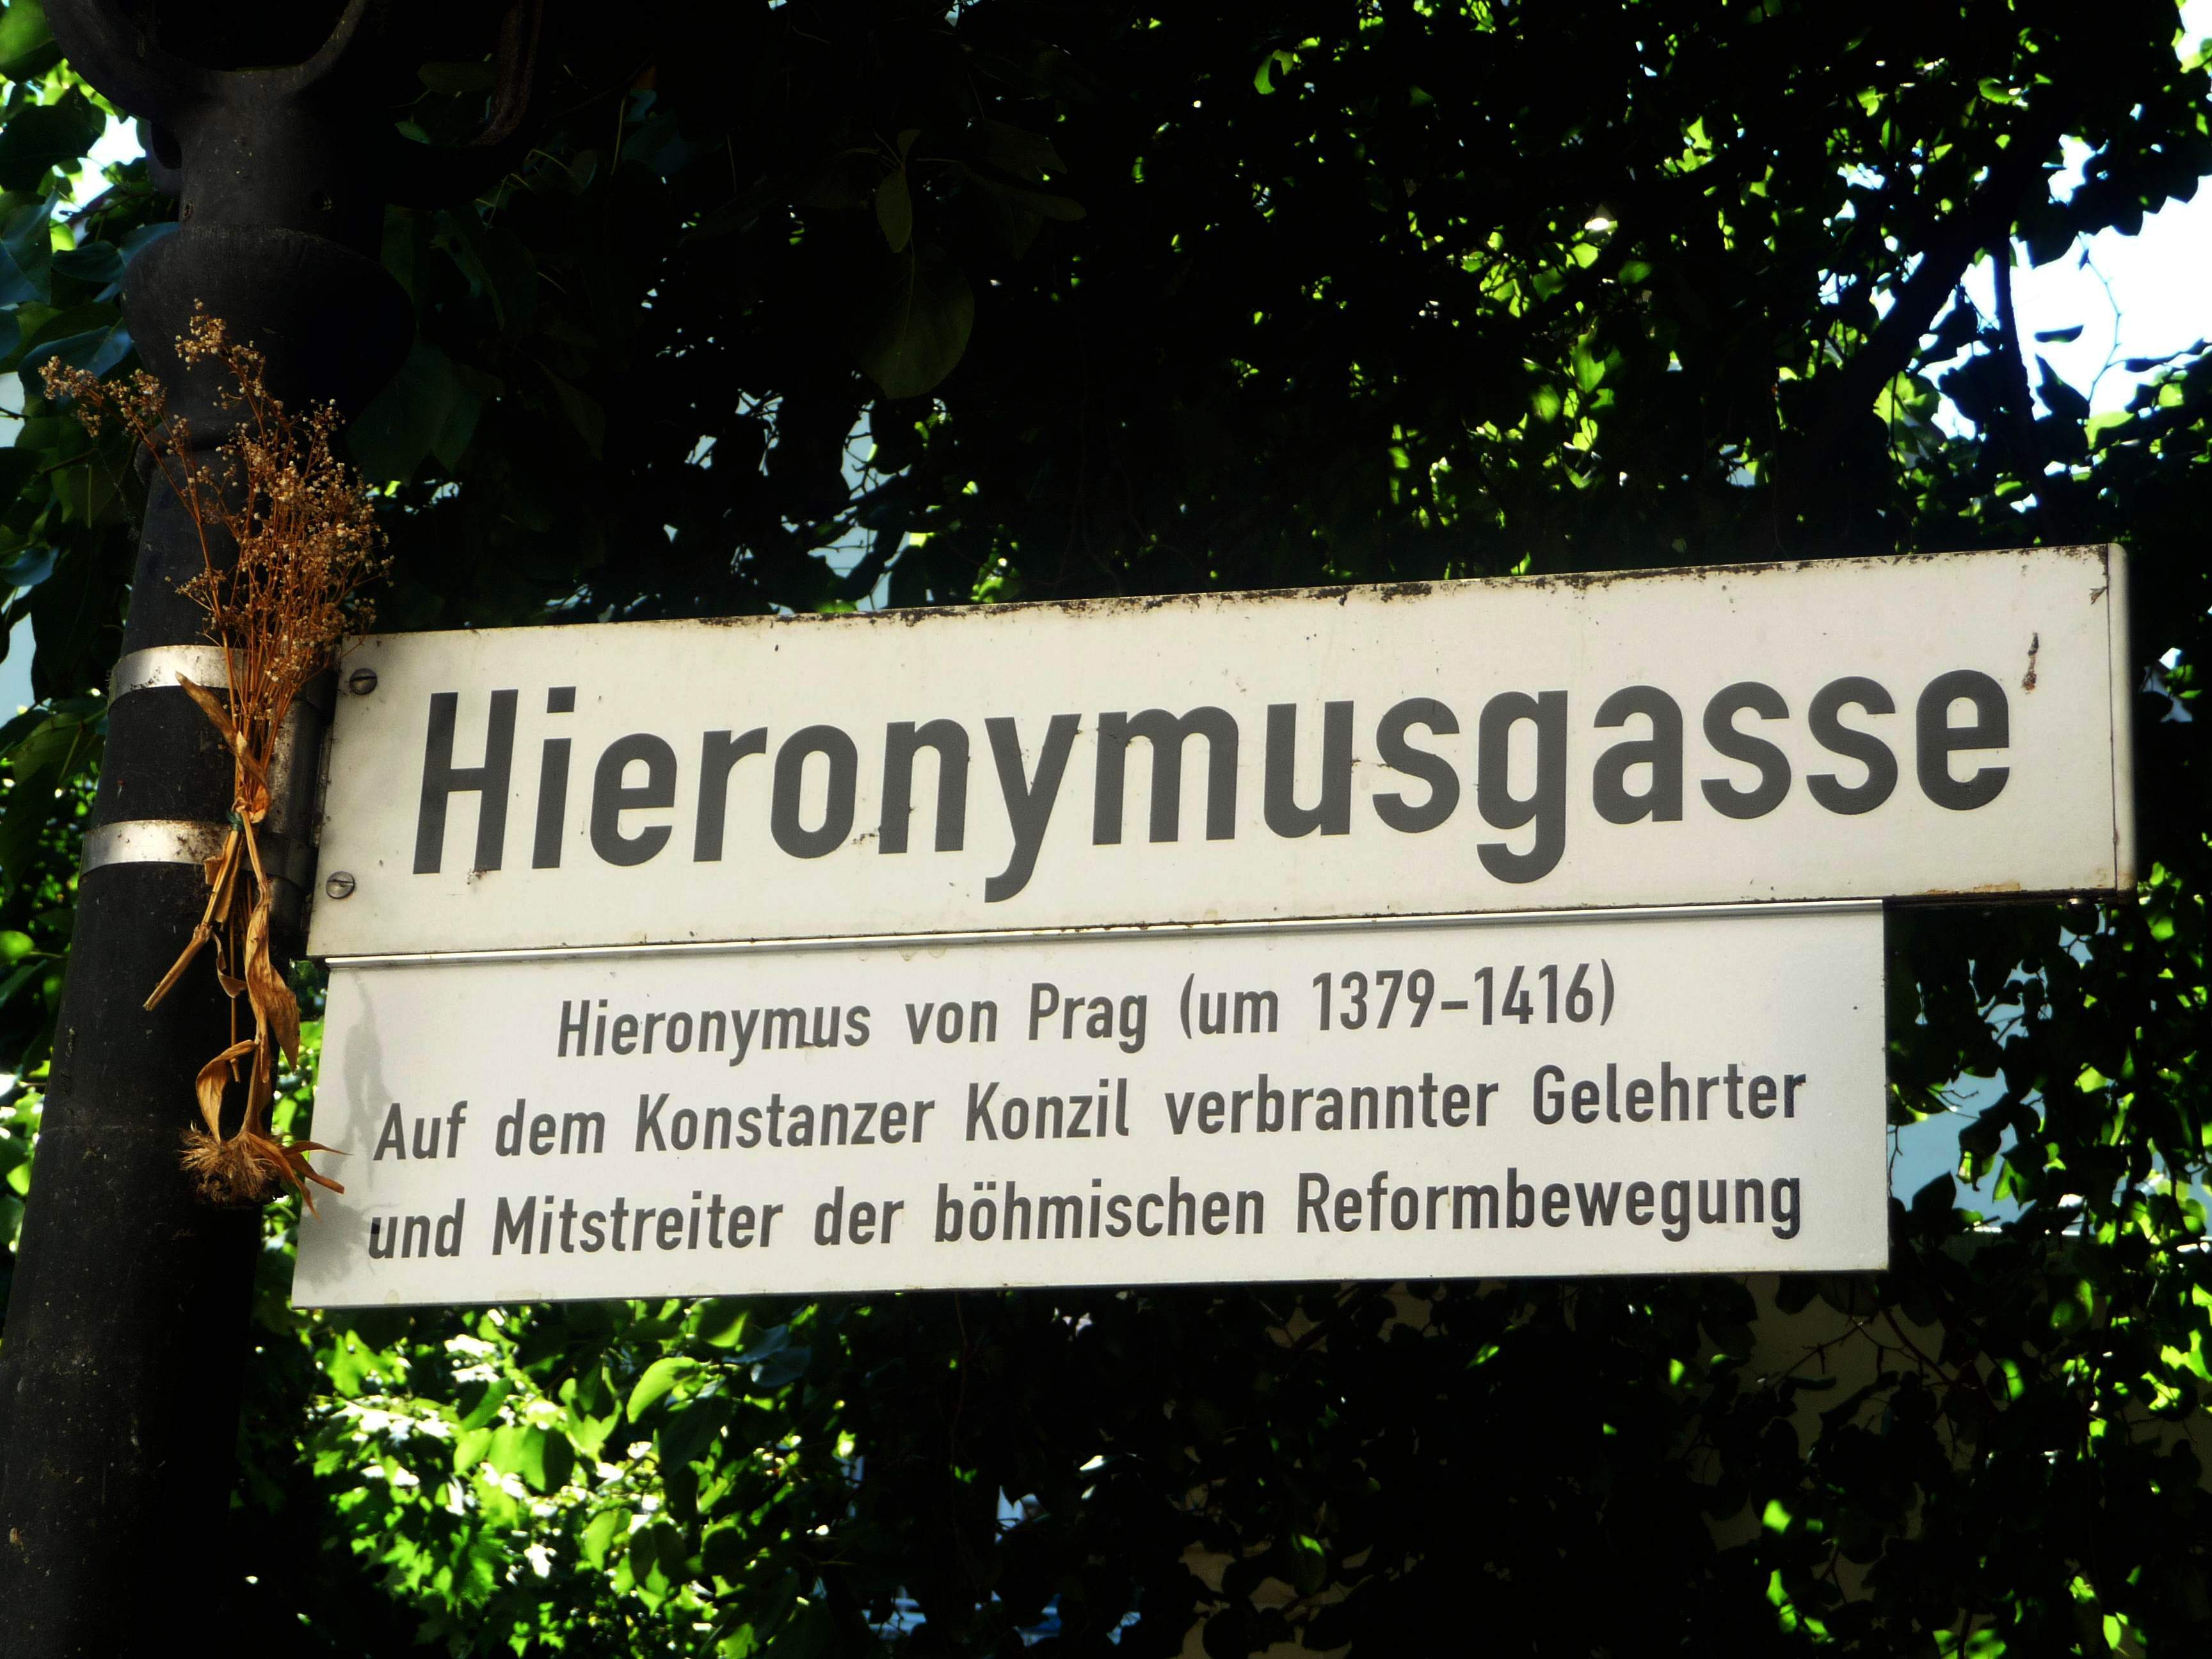 Hieronymusgasse
Hieronymus von Prag (um 1379-1416)
Auf dem Konstanzer Konzil verbrannter Gelehrter
und Mitstreiter der böhmischen Reformbewegung